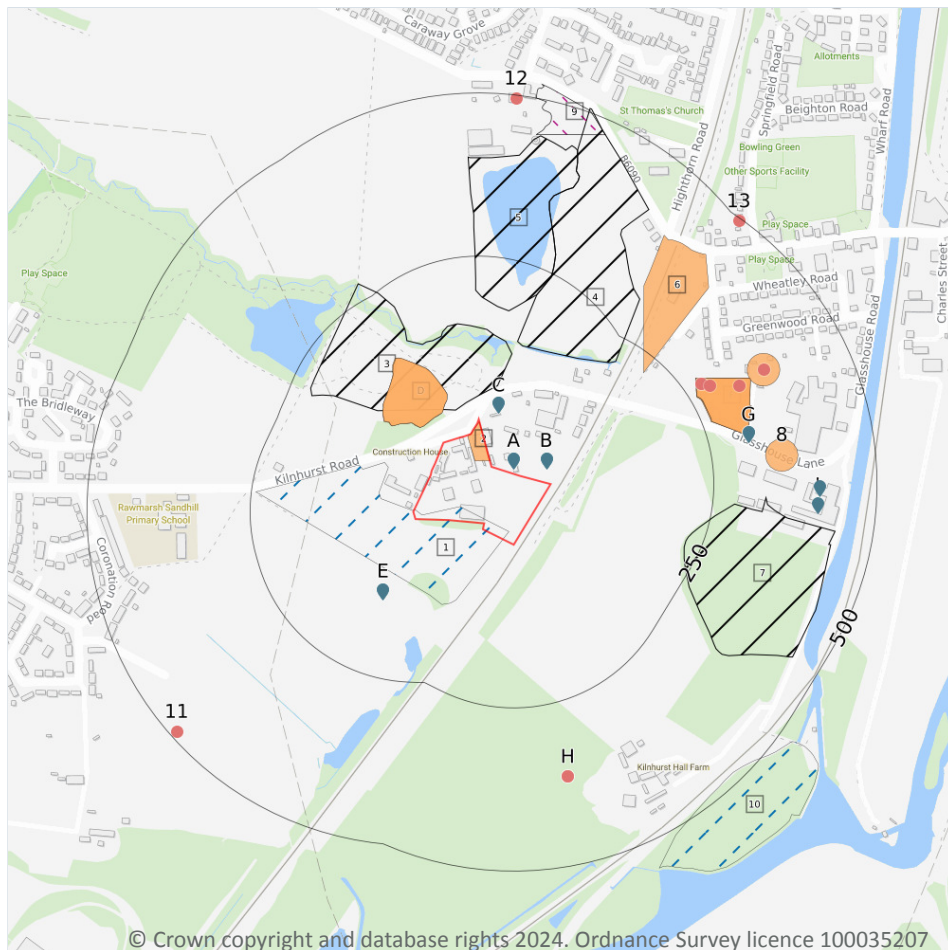 Caraway Grove
12
9
St Thomas's Church
Springfield Road
Allotments
Beighton Road
Wharf Road
Bowling Green
Other Sports Facility
B6090
Highthorn Road
5
13
Play Space
Play Space
Play Space
Wheatley Road
Charles Street
6
4
Greenwood Road
Glasshouse Road
3
0
C
The Bridleway
G
8
Glasshouse Lane
2
A
B
Construction House
Kilnhurst Road
Rawmarsh Sandhill
Primary School
Coronation Road
1
E
250
7
500
11
H
Kilnhurst Hall Farm
10
© Crown copyright and database rights 2024. Ordnance Survey licence 100035207